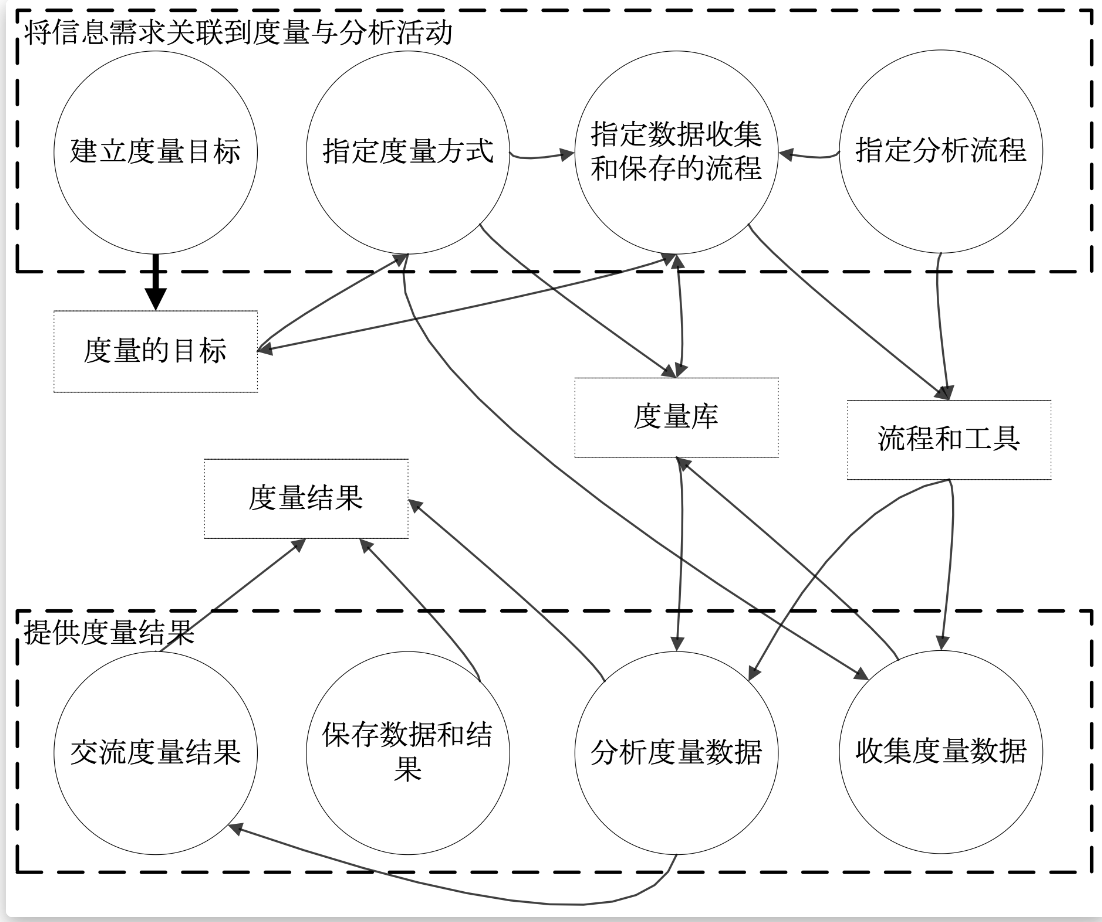 将信息需求关联到度量与分析活动
建立度量目标
指定度量方式
指定数据收集
和保存的流程
指定分析流程
度量的目标
度量库
流程和工具
度量结果
提供度量结果
交流度量结果
保存数据和结
果
分析度量数据
收集度量数据